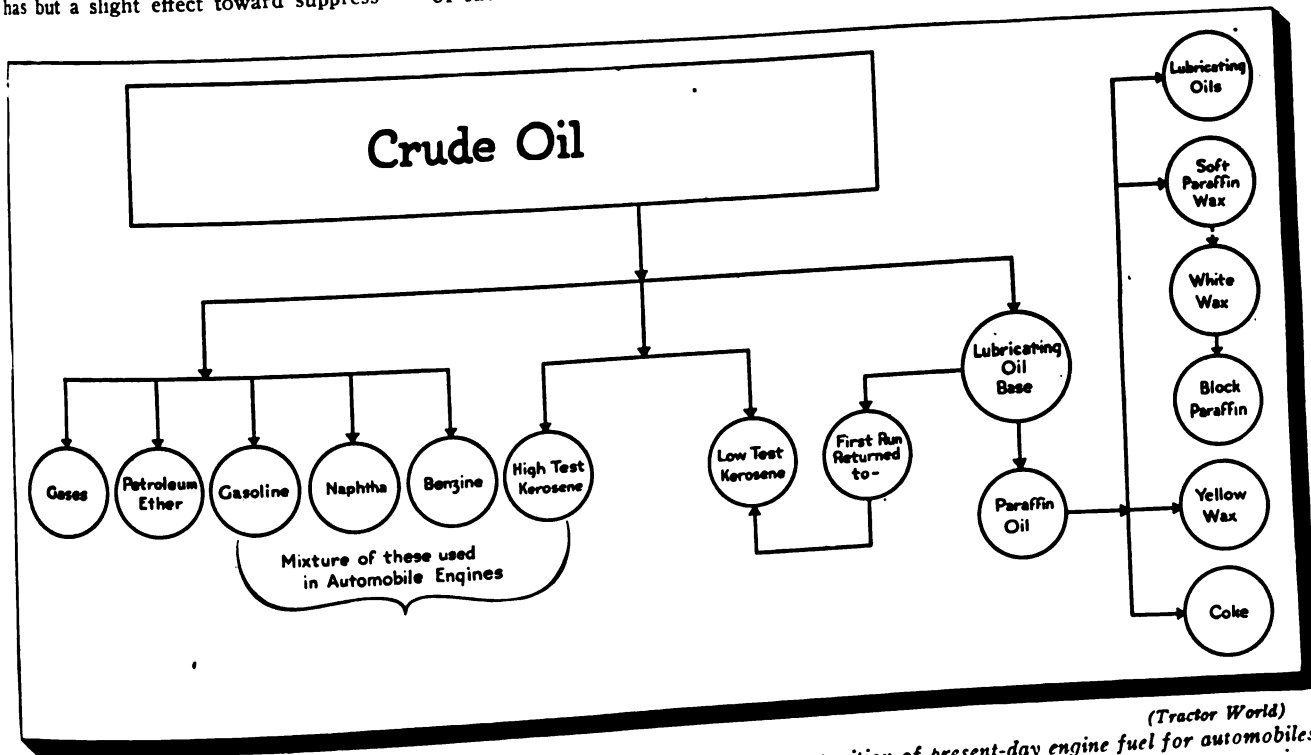 has but a slight effect toward suppress
Crude Oil
Lubricating
Oils
Soft
Paraffin
Wax
White
Wax
Block
Paraffin
Yellow
Wax
Coke
Lubricating
Oil
Base
First Run
Returned
to-
Paraffin
Oil
Low Test
Kerosene
High Test
Kerosene
Benzine
Naphtha
Gasoline
Petroleum
Ether
Gases
Mixture of these used
in Automobile Engines
(Tractor World)
of present-day engine fuel for automobiles